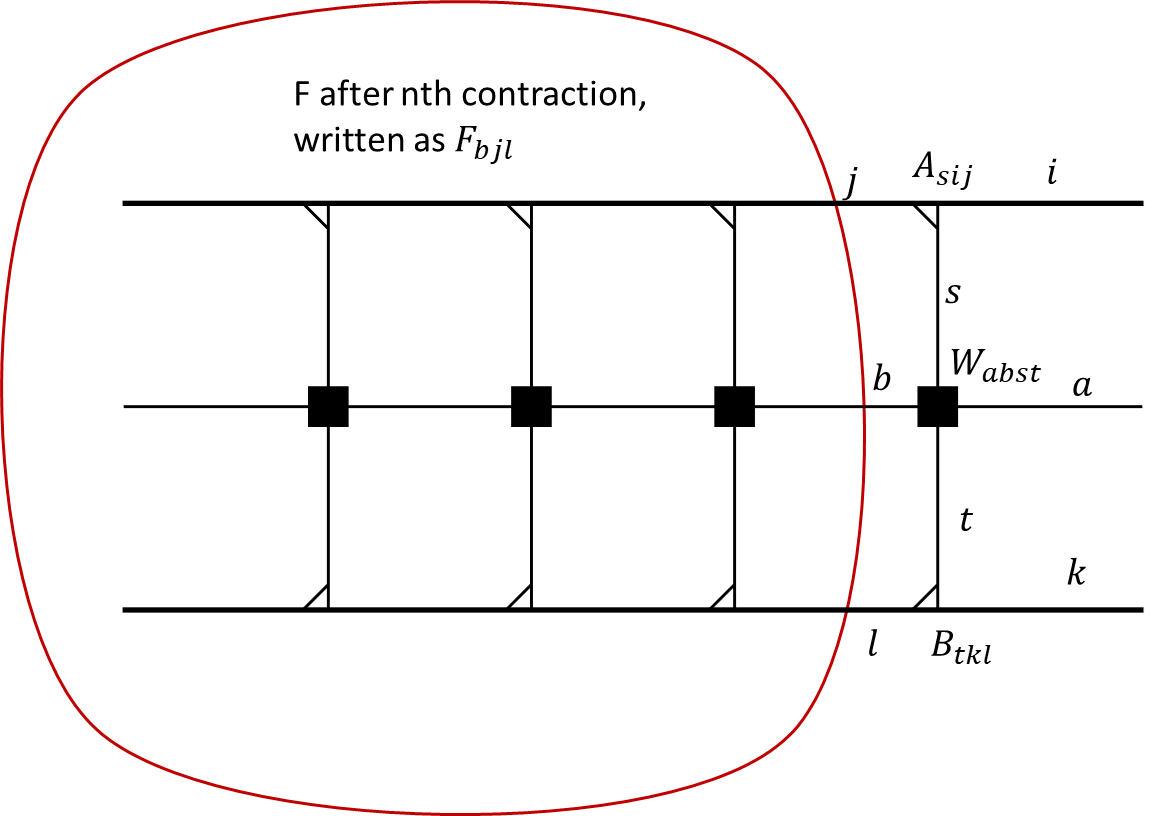 F after nth contraction,
written as $F_{bjl}$
$j$
$A_{sij}$
$i$
$s$
$W_{abst}$
$b$
$a$
$t$
$k$
$l$
$B_{tkl}$